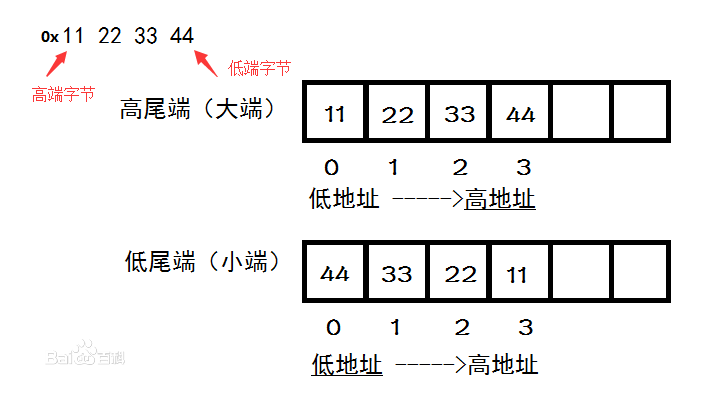 0x11 22 33 44
高端字节
低端字节
高尾端（大端）
11 22 33 44
0 1 2 3
低地址 ----->高地址
低尾端（小端）
44 33 22 11
0 1 2 3
低地址 ----->高地址
Bai百科